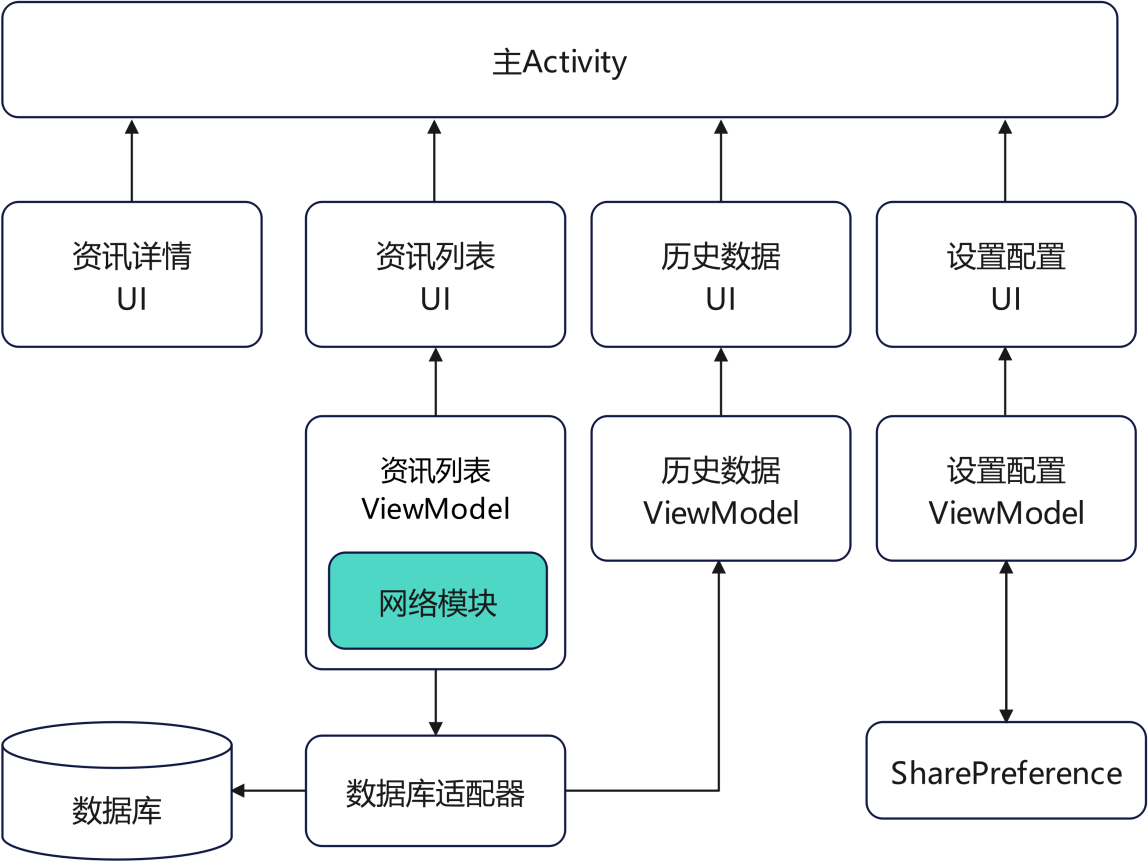 主Activity
资讯详情
UI
资讯列表
UI
历史数据
UI
设置配置
UI
资讯列表
ViewModel
网络模块
历史数据
ViewModel
设置配置
ViewModel
数据库
数据库适配器
SharePreference